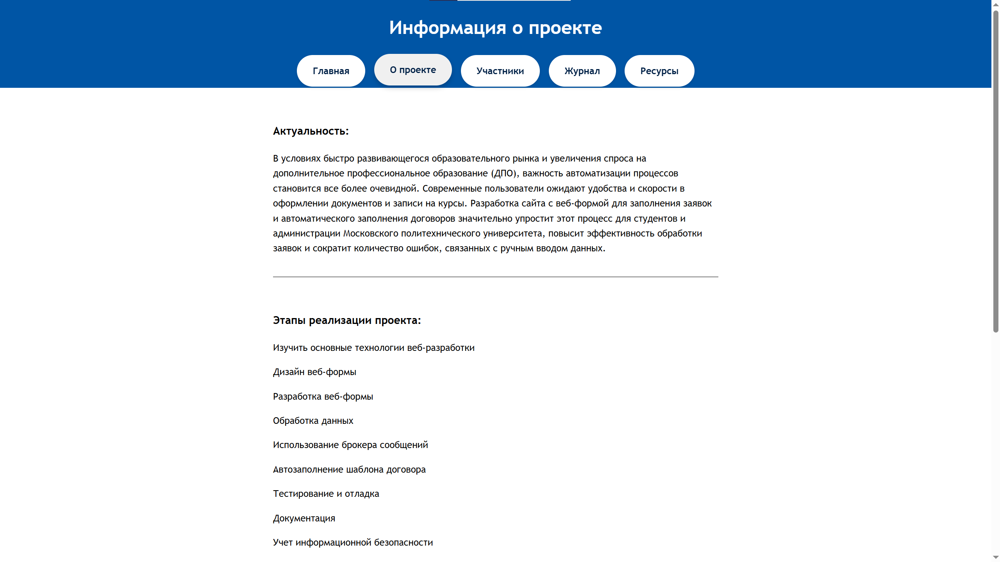 Информация о проекте
Главная
О проекте
Участники
Журнал
Ресурсы
Актуальность:
В условиях быстро развивающегося образовательного рынка и увеличения спроса на
дополнительное профессиональное образование (ДПО), важность автоматизации процессов
становится все более очевидной. Современные пользователи ожидают удобства и скорости в
оформлении документов и записи на курсы. Разработка сайта с веб-формой для заполнения заявок
и автоматического заполнения договоров значительно упростит этот процесс для студентов и
администрации Московского политехнического университета, повысит эффективность обработки
заявок и сократит количество ошибок, связанных с ручным вводом данных.
Этапы реализации проекта:
Изучить основные технологии веб-разработки
Дизайн веб-формы
Разработка веб-формы
Обработка данных
Использование брокера сообщений
Автозаполнение шаблона договора
Тестирование и отладка
Документация
Учет информационной безопасности